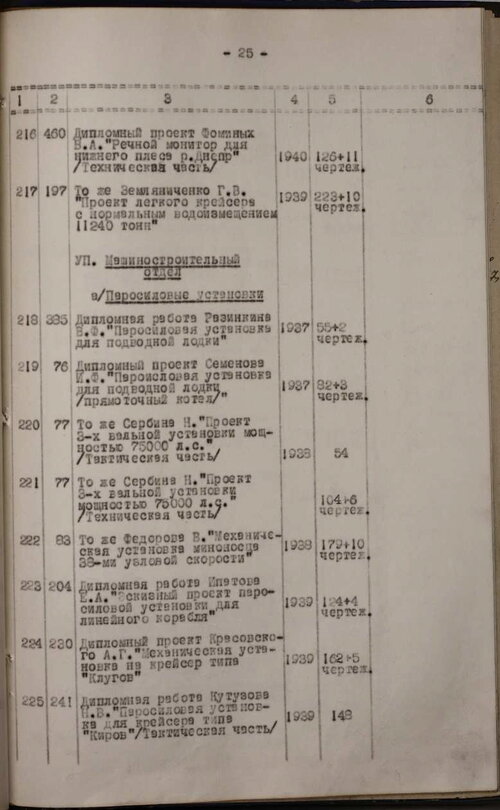 - 25 -
1 2 3 4 5 6
216 460 Дипломный проект Фоминых
В.А."Речной монитор для
нижнего плеса р.Днепр"
/Техническая часть/ 1940 126+11
чертеж.
217 197 То же Земляниченко Г.В.
"Проект легкого крейсера 1939 223+10
с нормальным водоизмещением чертеж.
11240 тонн"
УП. Машиностроительный
отдел
а/Паросиловые установки
218 385 Дипломная работа Разинкина
В.Ф."Паросиловая установка 1937 55+2
для подводной лодки" чертеж.
219 76 Дипломный проект Семенова
И.Ф."Пароисловая установка
для подводной лодки 1937 82+3
/прямоточный котел/" чертеж.
220 77 То же Сербина Н."Проект
3-х вальной установки мощ-
ностью 75000 л.с."
/Тактическая часть/ 1938 54
221 77 То же Сербина Н."Проект
3-х вальной установки
мощностью 75000 л.с." 104+6
/Техническая часть/ чертеж.
222 83 То же Федорова В."Механиче-
ская установка миноносца 1938 179+10
38-ми узловой скорости" чертеж.
223 204 Дипломная работа Ипатова
Е.А."Эскизный проект паро-
силовой установки для 1939 124+4
линейного корабля" чертеж.
224 230 Дипломный проект Красовско-
го А.Г."Механическая уста-
новка на крейсер типа 1939 162+5
"Клугов" чертеж.
225 241 Дипломная работа Кутузова
Н.В."Паросиловая установ-
ка для крейсера типа 1939 148
"Киров"/Тактическая часть/